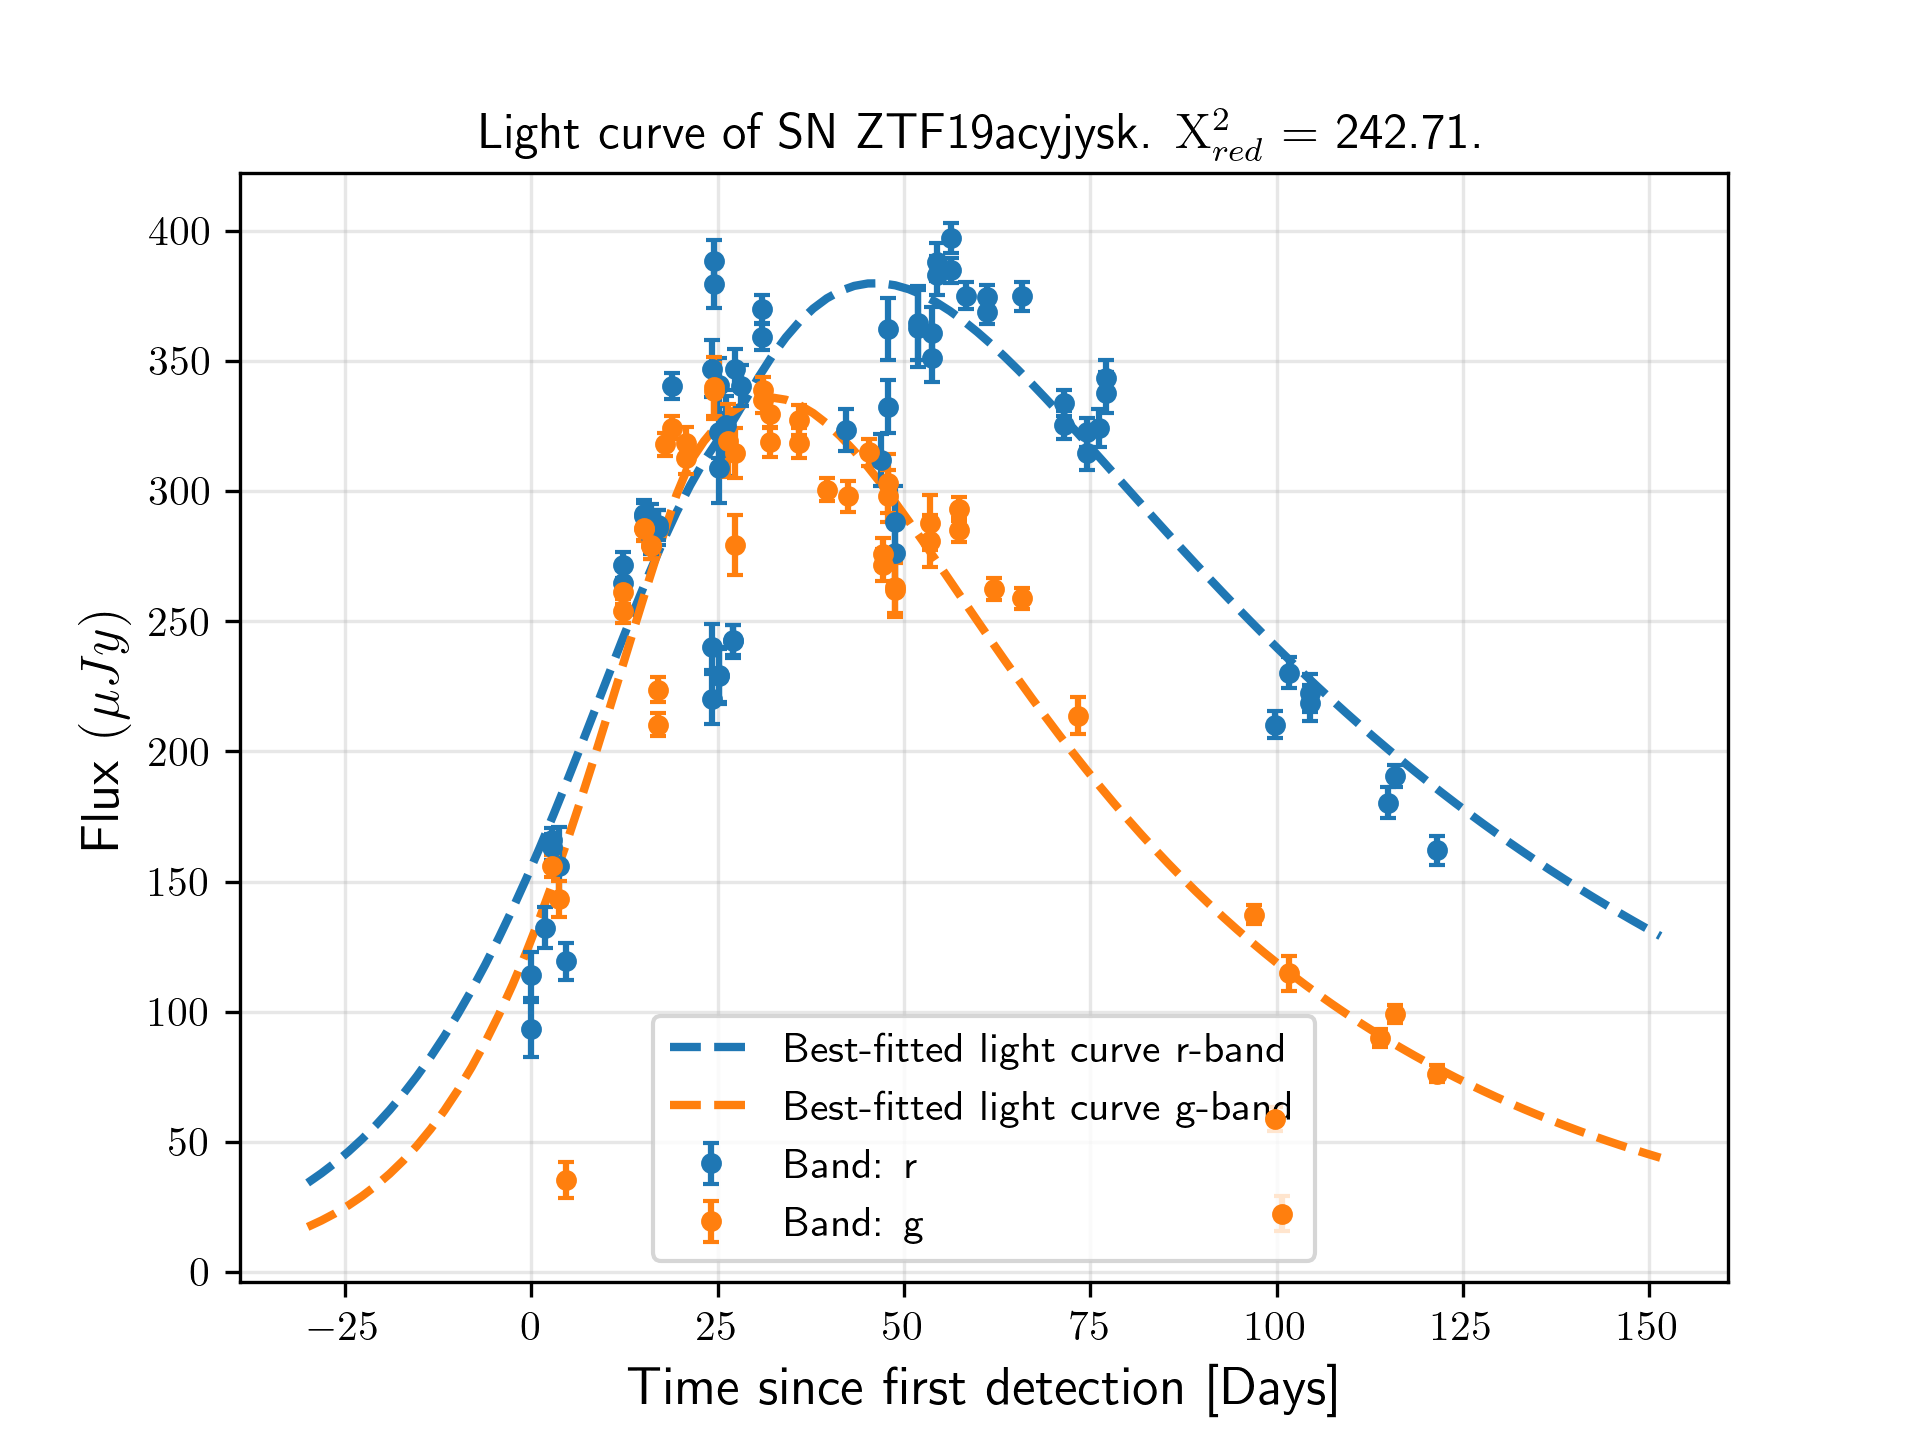 Light curve of SN ZTF19acyjysk. X²_red = 242.71.
400
350
300
250
200
150
100
50
0
Flux (μJy)
−25 0 25 50 75 100 125 150
Time since first detection [Days]
Best-fitted light curve r-band
Best-fitted light curve g-band
Band: r
Band: g